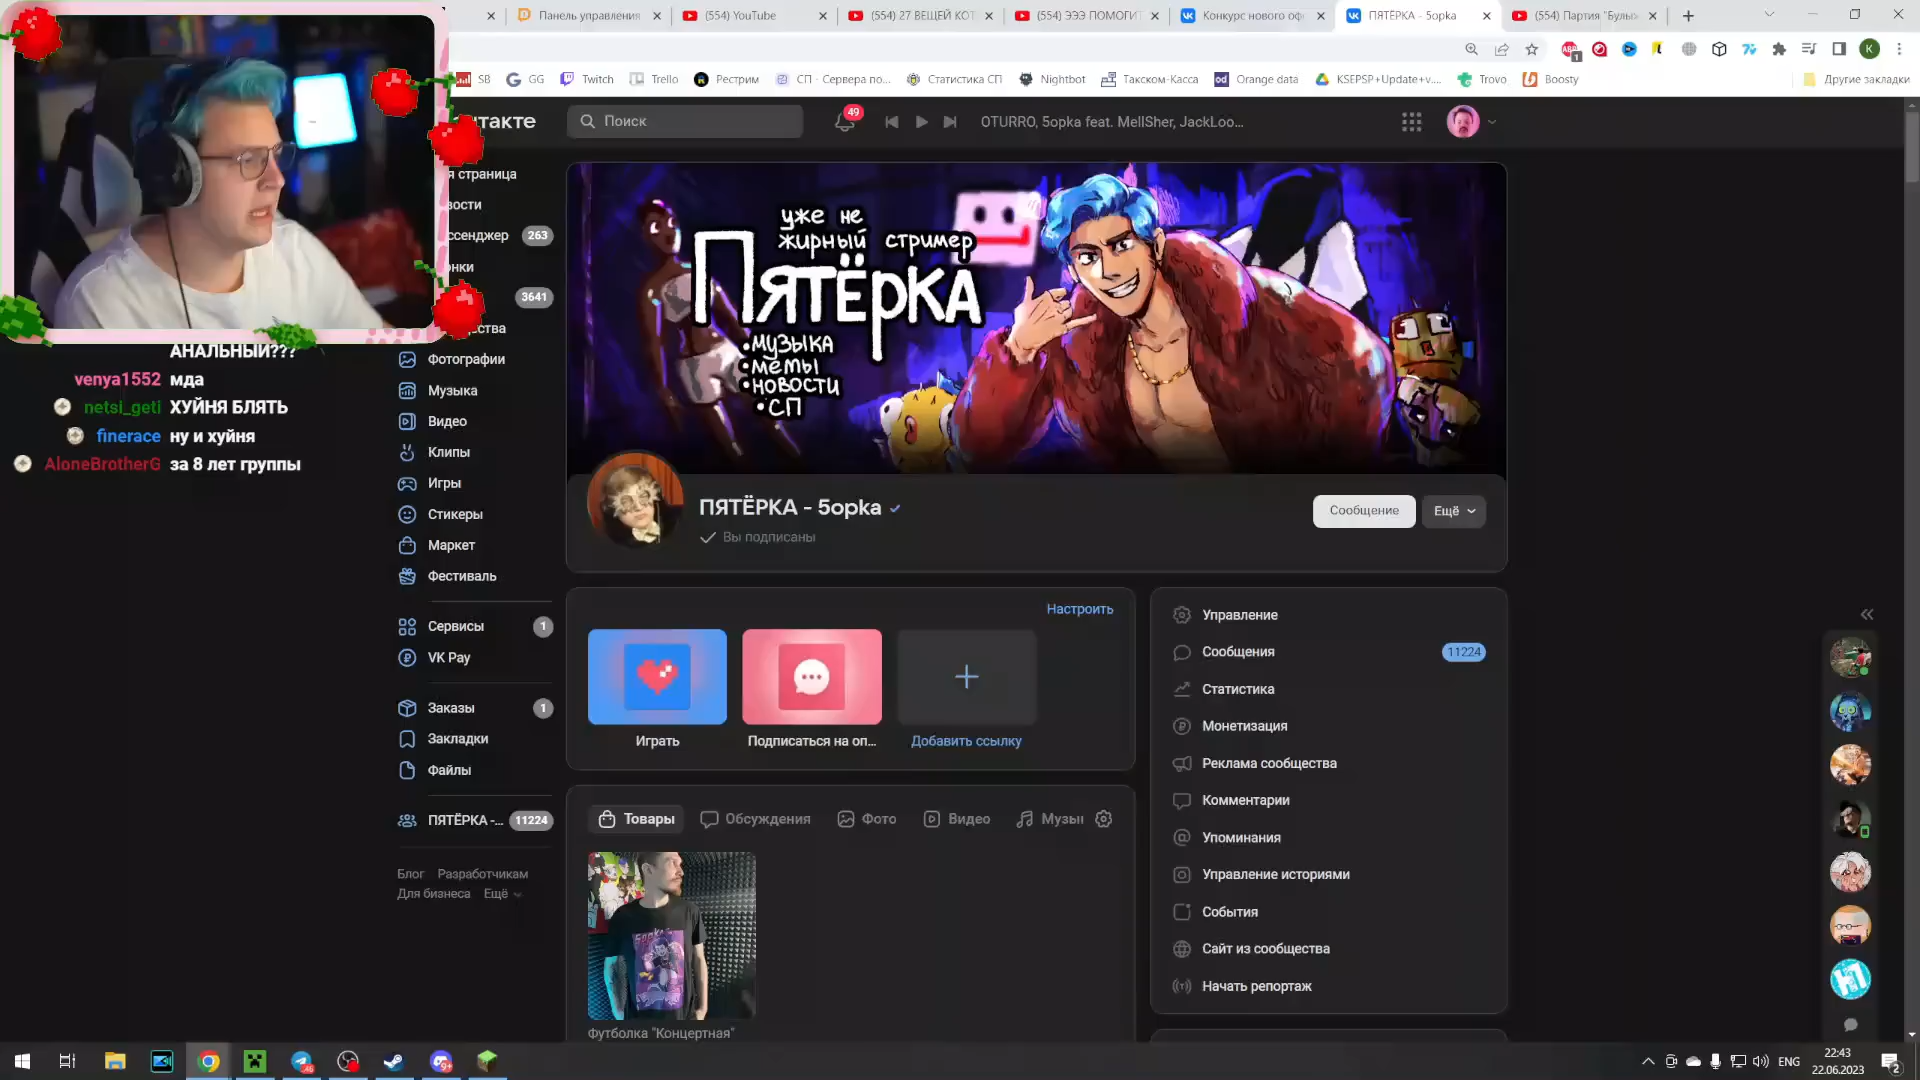 Панель управления
(554) YouTube
(554) 27 ВЕЩЕЙ КОТ
(554) ЭЭЭ ПОМОГИТ
Конкурс нового оф
ПЯТЁРКА - 5opka
(554) Партия "Булы
SB
GG
Twitch
Trello
Рестрим
СП - Сервера по...
Статистика СП
Nightbot
Такском-Касса
Orange data
KSEPSP+Update+v....
Trovo
Boosty
Другие закладки
нтакте
Поиск
49
OTURRO, 5opka feat. MellSher, JackLoo...
я страница
вости
ссенджер 263
онки
3641
щества
Фотографии
Музыка
Видео
Клипы
Игры
Стикеры
Маркет
Фестиваль
Сервисы 1
VK Pay
Заказы 1
Закладки
Файлы
ПЯТЁРКА -... 11224
Блог Разработчикам
Для бизнеса Ещё
АНАЛЬНЫЙ???
venya1552 мда
netsi_geti ХУЙНЯ БЛЯТЬ
finerace ну и хуйня
AloneBrotherG за 8 лет группы
уже не
жирный стример
ПЯТЁРКА
•МУЗЫКА
•МЕМЫ
•НОВОСТИ
•СП
ПЯТЁРКА - 5opka
Вы подписаны
Сообщение
Ещё
Настроить
Играть
Подписаться на оп...
Добавить ссылку
Товары
Обсуждения
Фото
Видео
Музы
Футболка "Концертная"
Управление
Сообщения 11224
Статистика
Монетизация
Реклама сообщества
Комментарии
Упоминания
Управление историями
События
Сайт из сообщества
Начать репортаж
ENG
22:43
22.06.2023
2